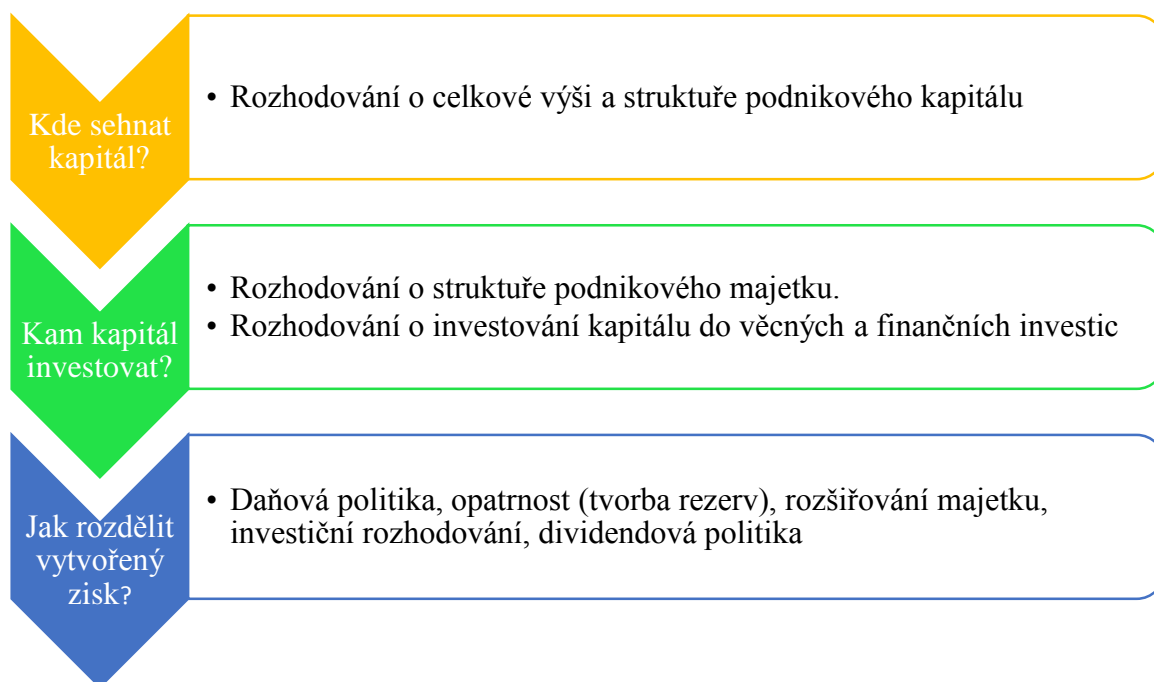 Kde sehnat
kapitál?
• Rozhodování o celkové výši a struktuře podnikového kapitálu
Kam kapitál
investovat?
• Rozhodování o struktuře podnikového majetku.
• Rozhodování o investování kapitálu do věcných a finančních investic
Jak rozdělit
vytvořený
zisk?
• Daňová politika, opatrnost (tvorba rezerv), rozšiřování majetku,
investiční rozhodování, dividendová politika